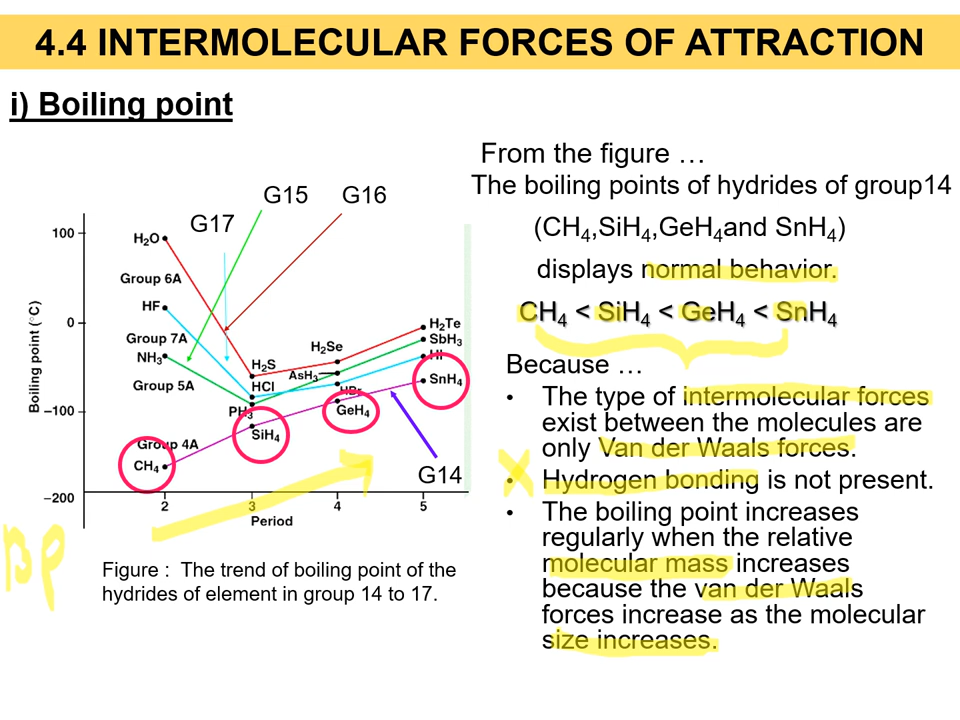 4.4 INTERMOLECULAR FORCES OF ATTRACTION
i) Boiling point
G17
G15
G16
100
0
−100
−200
Boiling point (°C)
H₂O
Group 6A
HF
Group 7A
NH₃
Group 5A
Group 4A
CH₄
H₂S
HCl
PH₃
SiH₄
H₂Se
AsH₃
HBr
GeH₄
H₂Te
SbH₃
HI
SnH₄
G14
2 3 4 5
Period
Bp
Figure : The trend of boiling point of the
hydrides of element in group 14 to 17.
From the figure …
The boiling points of hydrides of group14
(CH₄,SiH₄,GeH₄and SnH₄)
displays normal behavior.
CH₄ < SiH₄ < GeH₄ < SnH₄
Because …
• The type of intermolecular forces
exist between the molecules are
only Van der Waals forces.
• Hydrogen bonding is not present.
• The boiling point increases
regularly when the relative
molecular mass increases
because the van der Waals
forces increase as the molecular
size increases.